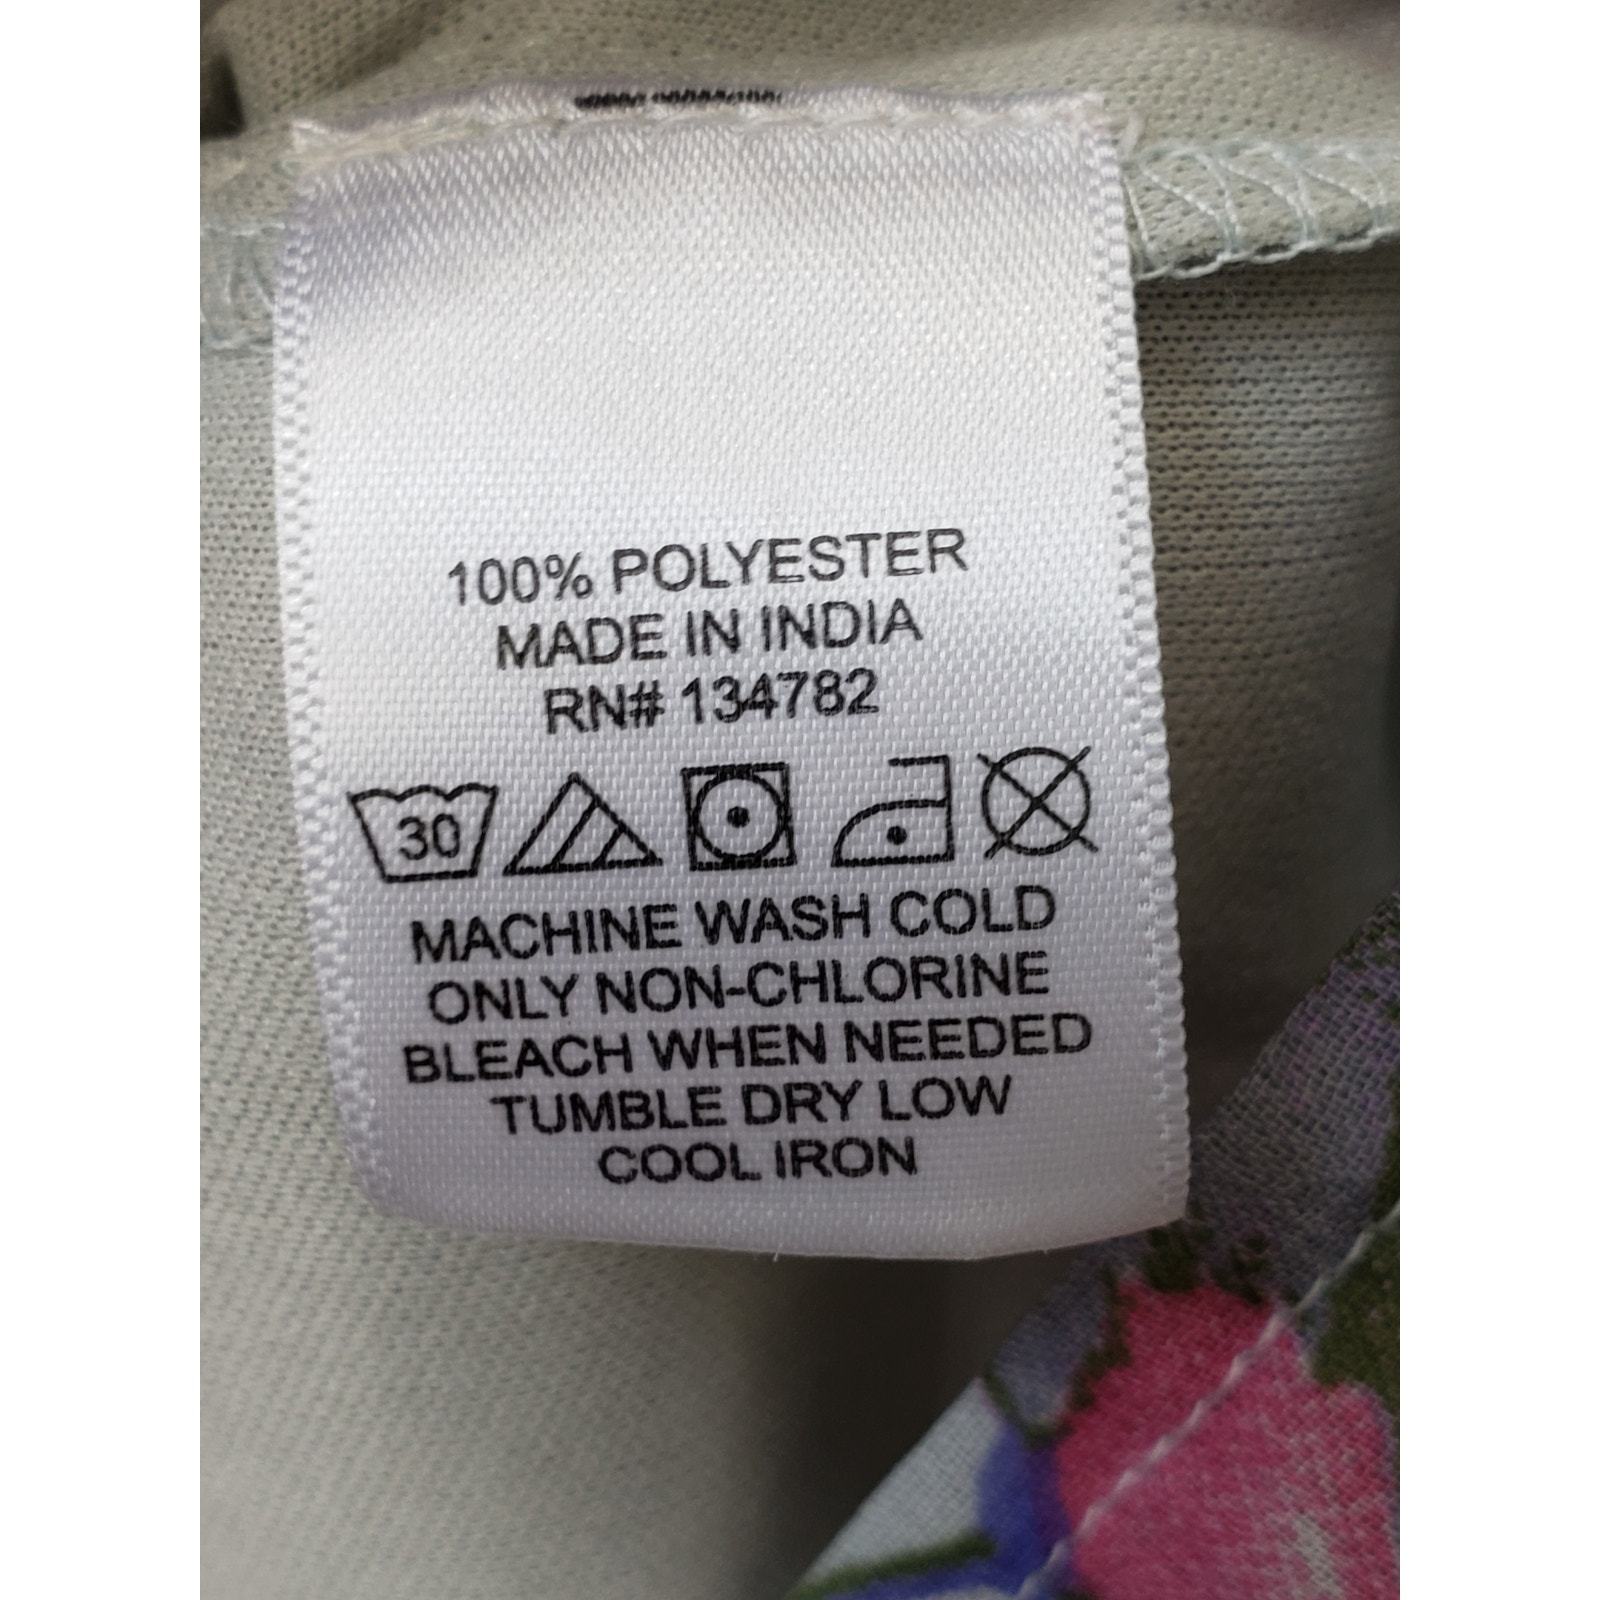 100% POLYESTER
MADE IN INDIA
RN# 134782
30
MACHINE WASH COLD
ONLY NON-CHLORINE
BLEACH WHEN NEEDED
TUMBLE DRY LOW
COOL IRON